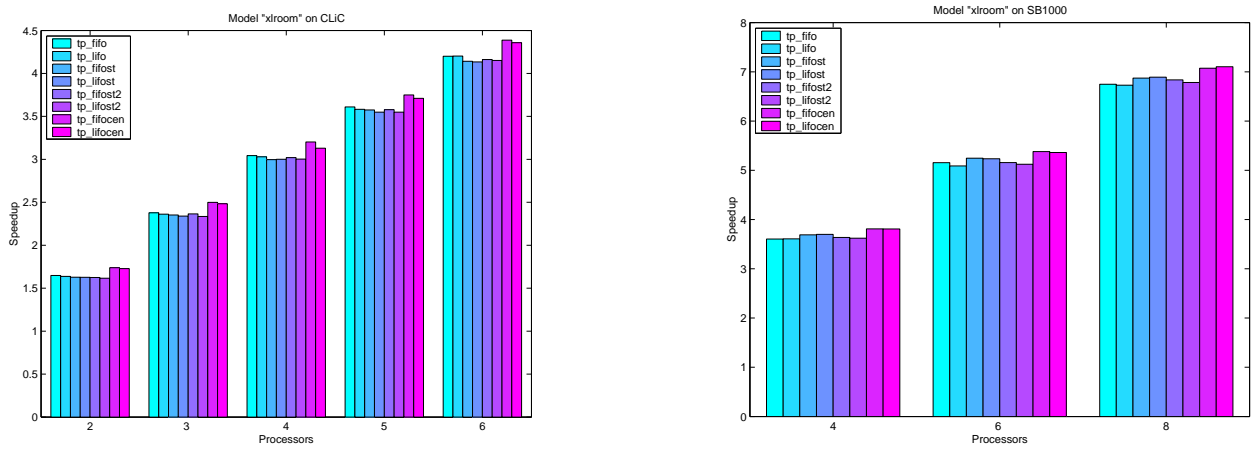 Model "xlroom" on CLiC
4.5
4
3.5
3
2.5
2
1.5
1
0.5
0
Speedup
tp_fifo
tp_lifo
tp_fifost
tp_lifost
tp_fifost2
tp_lifost2
tp_fifocen
tp_lifocen
2 3 4 5 6
Processors
Model "xlroom" on SB1000
8
7
6
5
4
3
2
1
0
Speedup
tp_fifo
tp_lifo
tp_fifost
tp_lifost
tp_fifost2
tp_lifost2
tp_fifocen
tp_lifocen
4 6 8
Processors